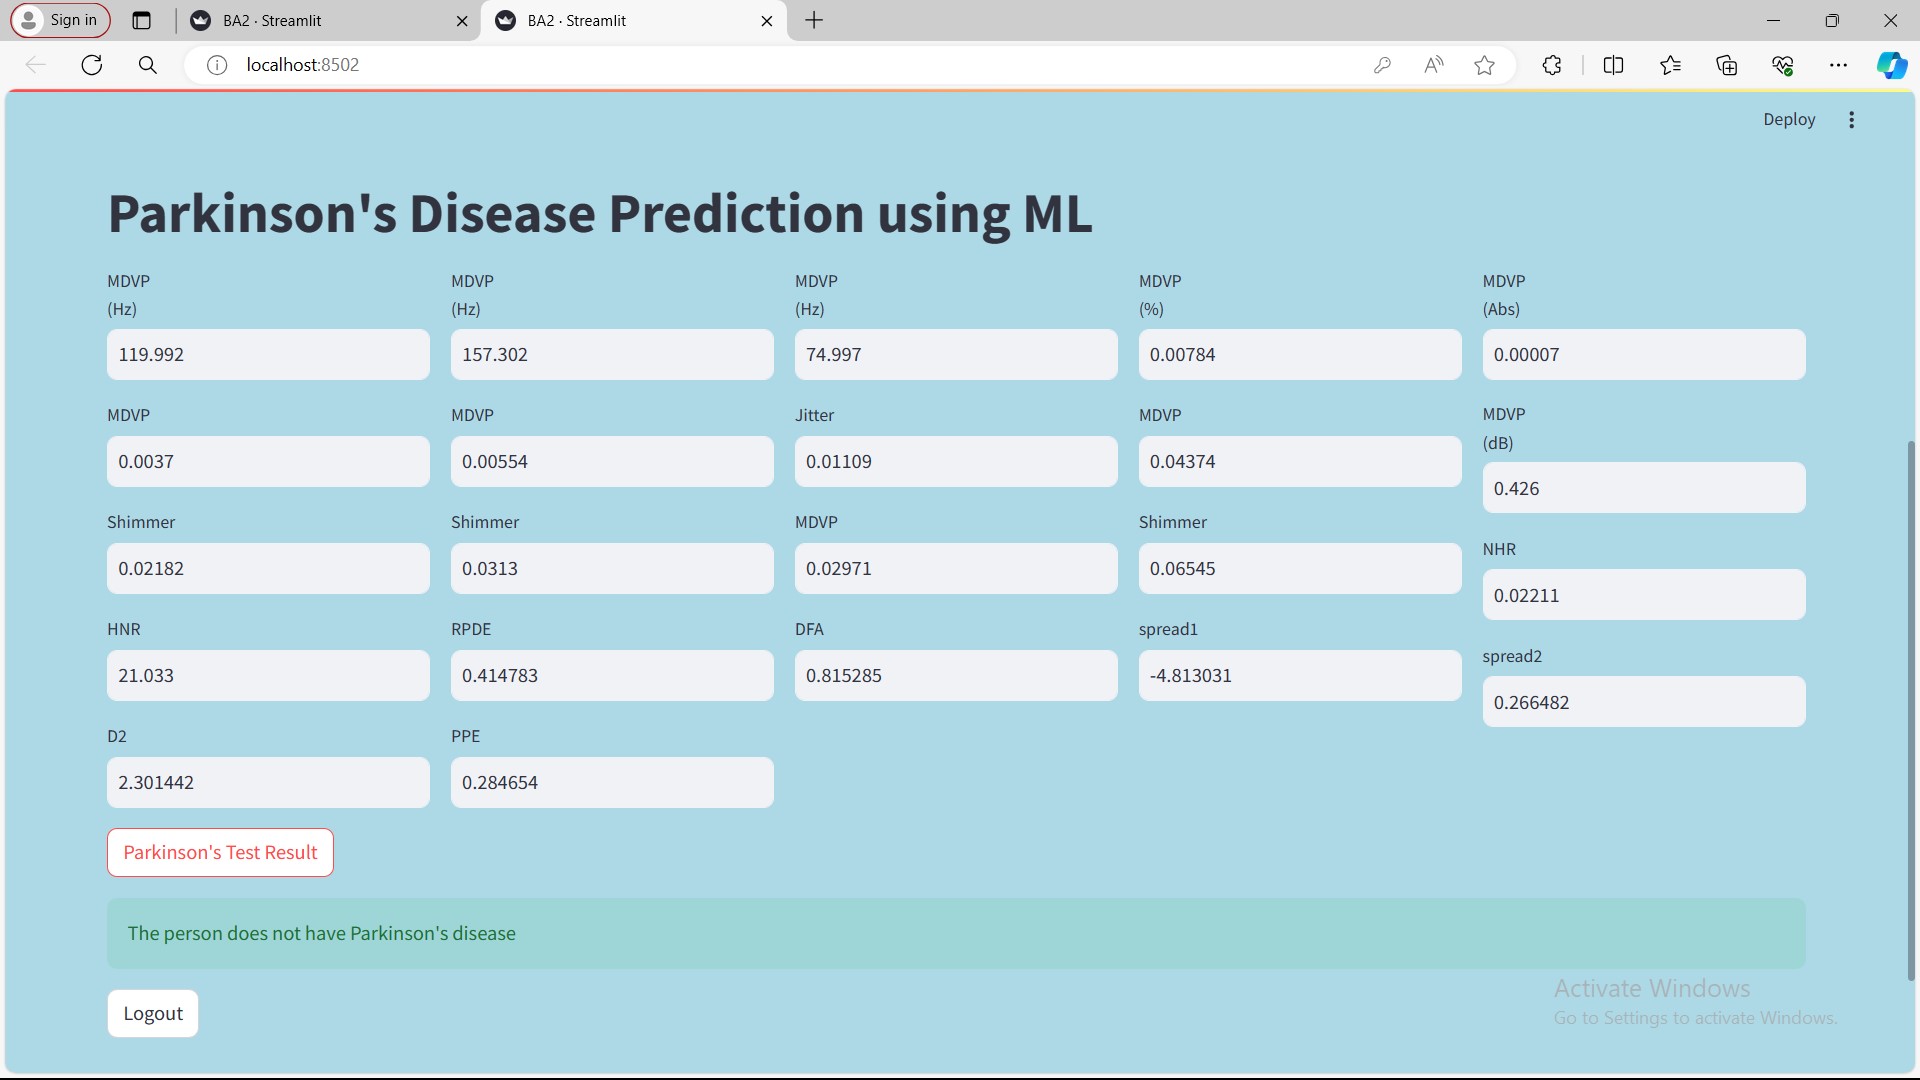 Sign in
BA2 · Streamlit
BA2 · Streamlit
localhost:8502
Deploy
Parkinson's Disease Prediction using ML
MDVP (Hz)
119.992
MDVP (Hz)
157.302
MDVP (Hz)
74.997
MDVP (%)
0.00784
MDVP (Abs)
0.00007
MDVP
0.0037
MDVP
0.00554
Jitter
0.01109
MDVP
0.04374
MDVP (dB)
0.426
Shimmer
0.02182
Shimmer
0.0313
MDVP
0.02971
Shimmer
0.06545
NHR
0.02211
HNR
21.033
RPDE
0.414783
DFA
0.815285
spread1
-4.813031
spread2
0.266482
D2
2.301442
PPE
0.284654
Parkinson's Test Result
The person does not have Parkinson's disease
Logout
Activate Windows
Go to Settings to activate Windows.